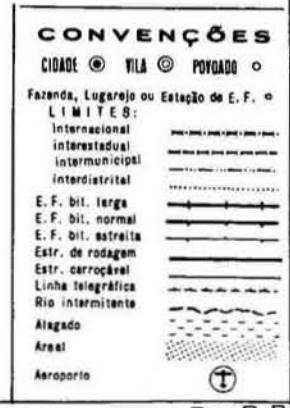 CONVENÇÕES
CIDADE VILA POVOADO
Fazenda, Lugarejo ou Estação de E.F.
LIMITES:
Internacional
interestadual
intermunicipal
interdistrital
E.F. bit. larga
E.F. bit. normal
E.F. bit. estreita
Estr. de rodagem
Estr. carroçável
Linha telegráfica
Rio intermitente
Alagado
Areal
Aeroporto